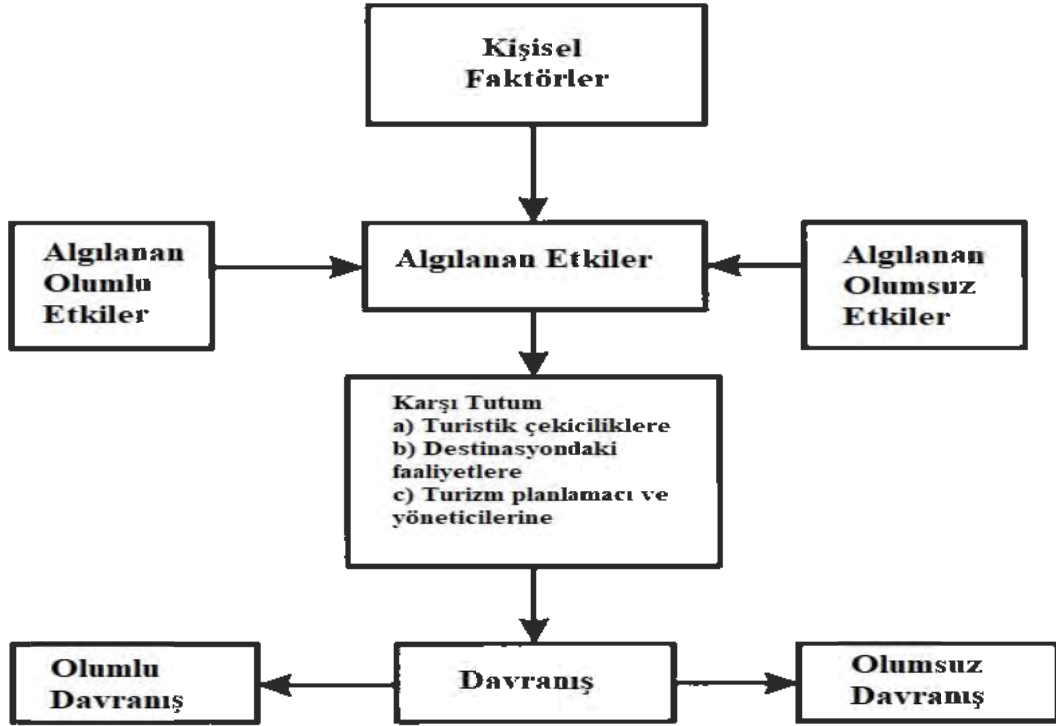 Kişisel
Faktörler
Algılanan
Olumlu
Etkiler
Algılanan Etkiler
Algılanan
Olumsuz
Etkiler
Karşı Tutum
a) Turistik çekiciliklere
b) Destinasyondaki
faaliyetlere
c) Turizm planlamacı ve
yöneticilerine
Olumlu
Davranış
Davranış
Olumsuz
Davranış